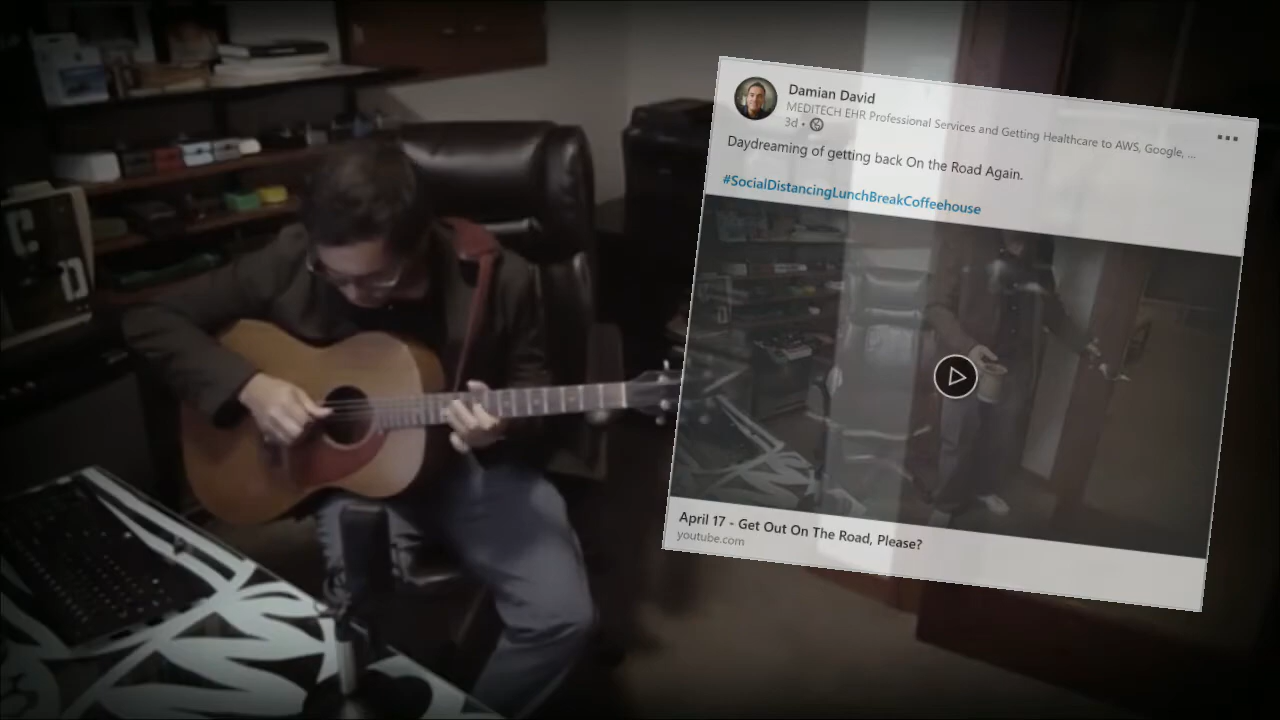 Damian David
MEDITECH EHR Professional Services and Getting Healthcare to AWS, Google, ...
3d •
Daydreaming of getting back On the Road Again.
#SocialDistancingLunchBreakCoffeehouse
April 17 - Get Out On The Road, Please?
youtube.com
C
D